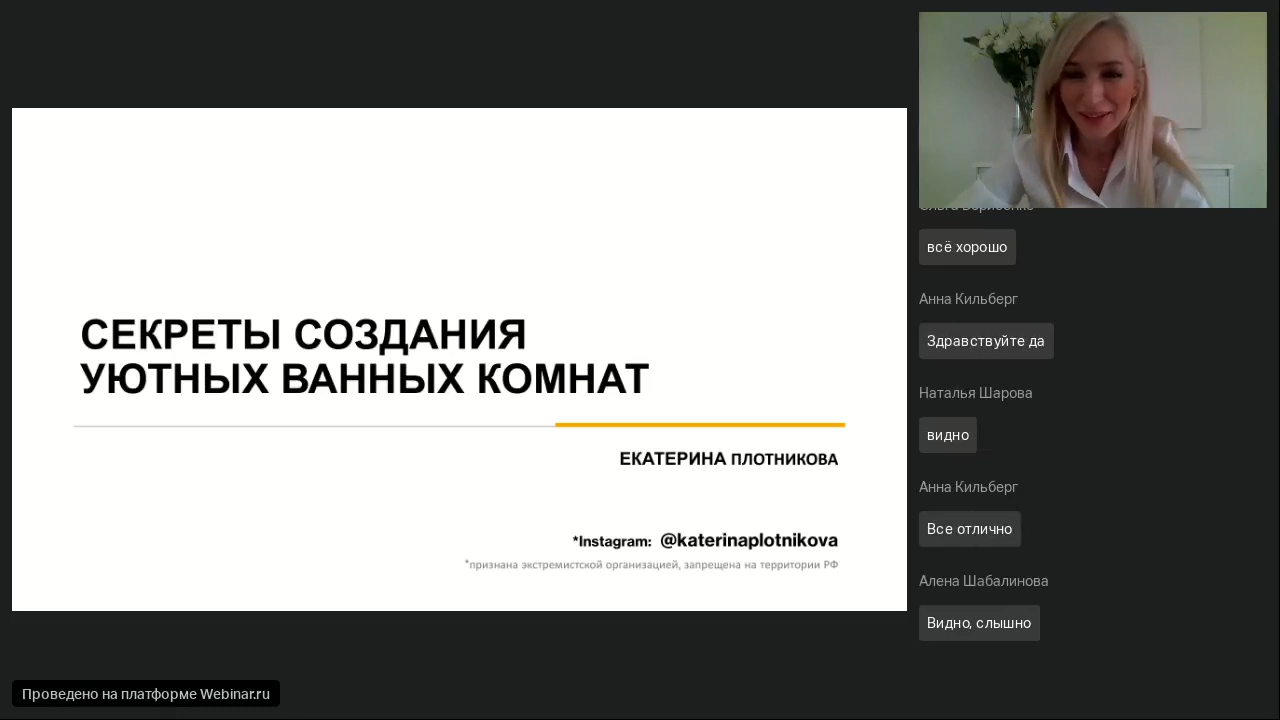 СЕКРЕТЫ СОЗДАНИЯ
УЮТНЫХ ВАННЫХ КОМНАТ
ЕКАТЕРИНА ПЛОТНИКОВА
*Instagram: @katerinaplotnikova
*признана экстремистской организацией, запрещена на территории РФ
всё хорошо
Анна Кильберг
Здравствуйте да
Наталья Шарова
видно
Анна Кильберг
Все отлично
Алена Шабалинова
Видно, слышно
Проведено на платформе Webinar.ru